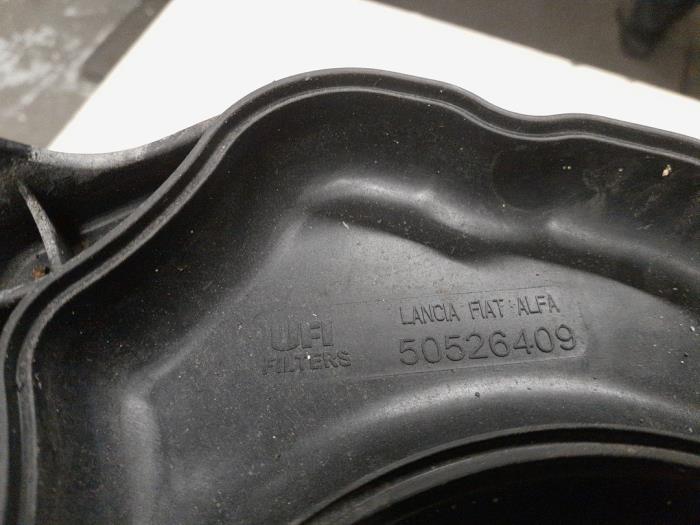 UFI
FILTERS
LANCIA FIAT ALFA
50526409